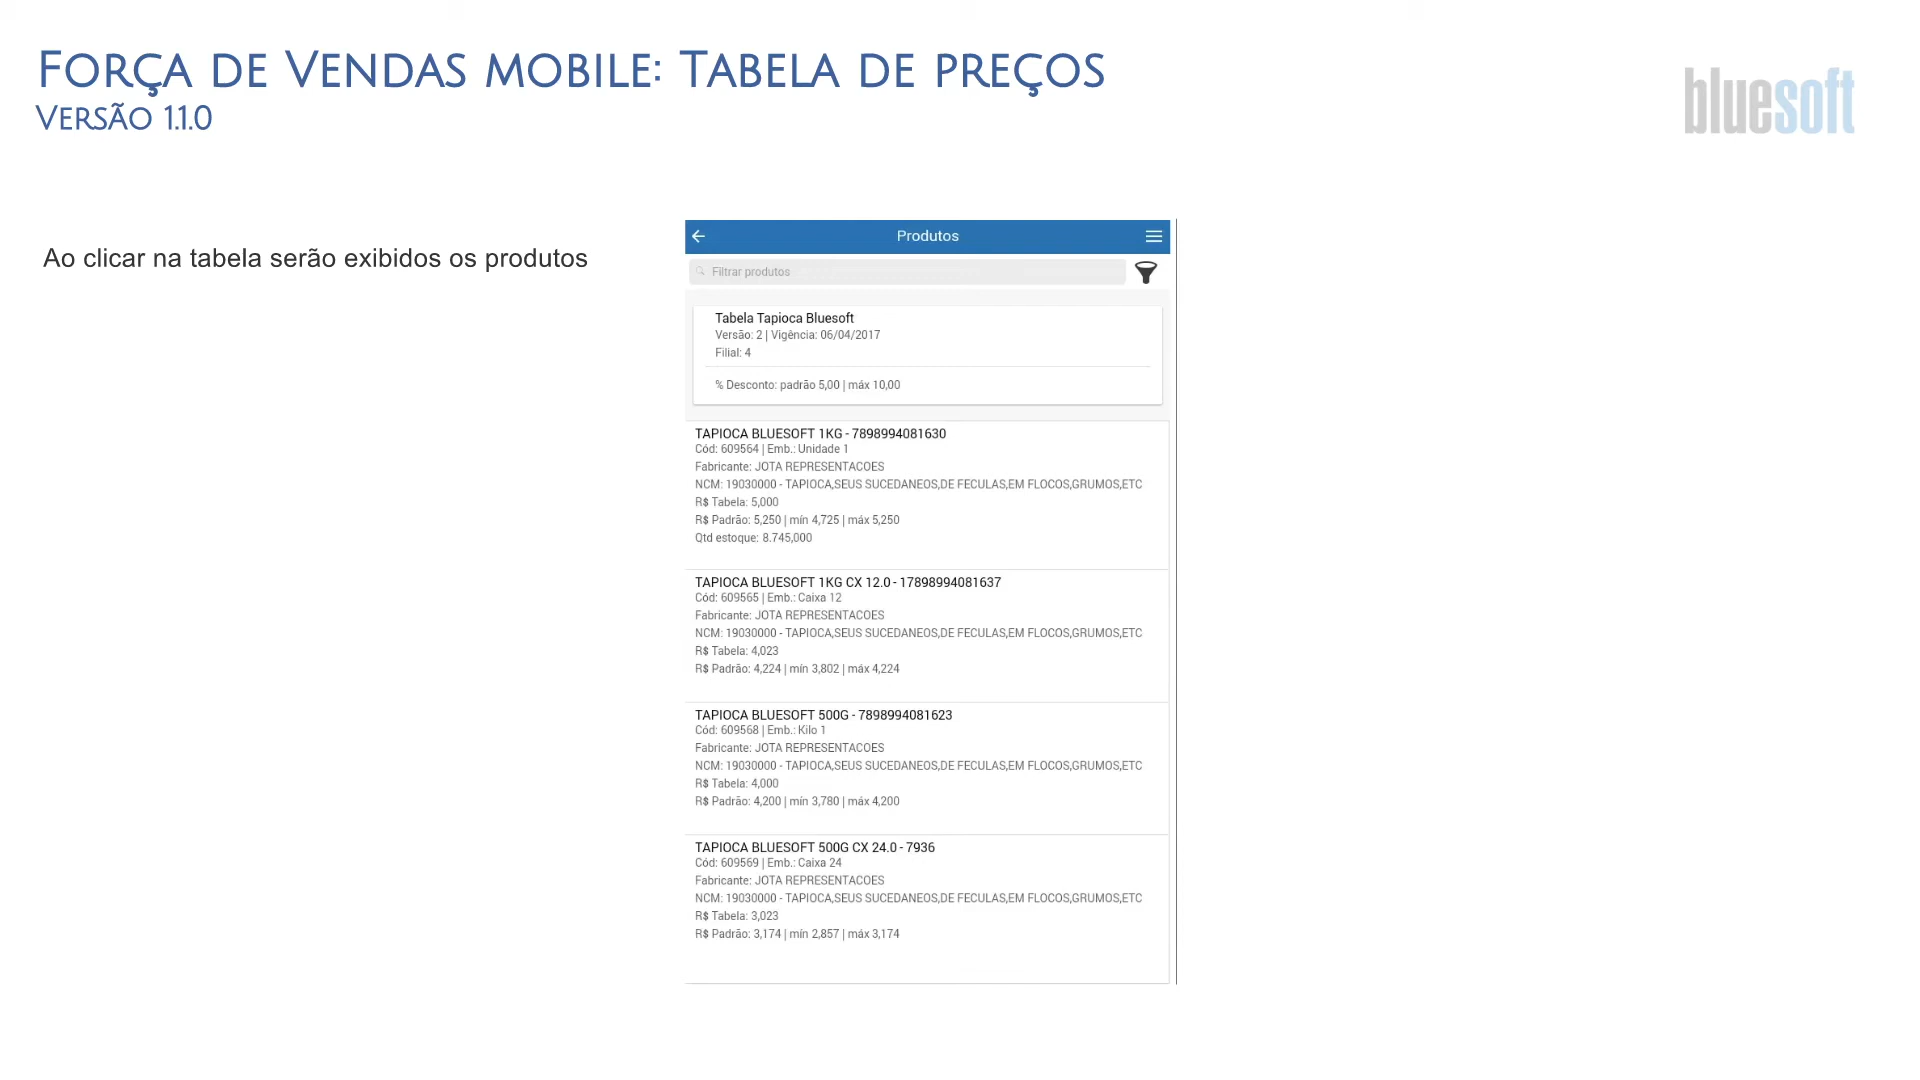 Força de Vendas mobile: Tabela de preços
Versão 1.1.0
bluesoft
Ao clicar na tabela serão exibidos os produtos
Produtos
Filtrar produtos
Tabela Tapioca Bluesoft
Versão: 2 | Vigência: 06/04/2017
Filial: 4
% Desconto: padrão 5,00 | máx 10,00
TAPIOCA BLUESOFT 1KG - 7898994081630
Cód: 609564 | Emb.: Unidade 1
Fabricante: JOTA REPRESENTACOES
NCM: 19030000 - TAPIOCA,SEUS SUCEDANEOS,DE FECULAS,EM FLOCOS,GRUMOS,ETC
R$ Tabela: 5,000
R$ Padrão: 5,250 | mín 4,725 | máx 5,250
Qtd estoque: 8.745,000
TAPIOCA BLUESOFT 1KG CX 12.0 - 17898994081637
Cód: 609565 | Emb.: Caixa 12
Fabricante: JOTA REPRESENTACOES
NCM: 19030000 - TAPIOCA,SEUS SUCEDANEOS,DE FECULAS,EM FLOCOS,GRUMOS,ETC
R$ Tabela: 4,023
R$ Padrão: 4,224 | mín 3,802 | máx 4,224
TAPIOCA BLUESOFT 500G - 7898994081623
Cód: 609568 | Emb.: Kilo 1
Fabricante: JOTA REPRESENTACOES
NCM: 19030000 - TAPIOCA,SEUS SUCEDANEOS,DE FECULAS,EM FLOCOS,GRUMOS,ETC
R$ Tabela: 4,000
R$ Padrão: 4,200 | mín 3,780 | máx 4,200
TAPIOCA BLUESOFT 500G CX 24.0 - 7936
Cód: 609569 | Emb.: Caixa 24
Fabricante: JOTA REPRESENTACOES
NCM: 19030000 - TAPIOCA,SEUS SUCEDANEOS,DE FECULAS,EM FLOCOS,GRUMOS,ETC
R$ Tabela: 3,023
R$ Padrão: 3,174 | mín 2,857 | máx 3,174